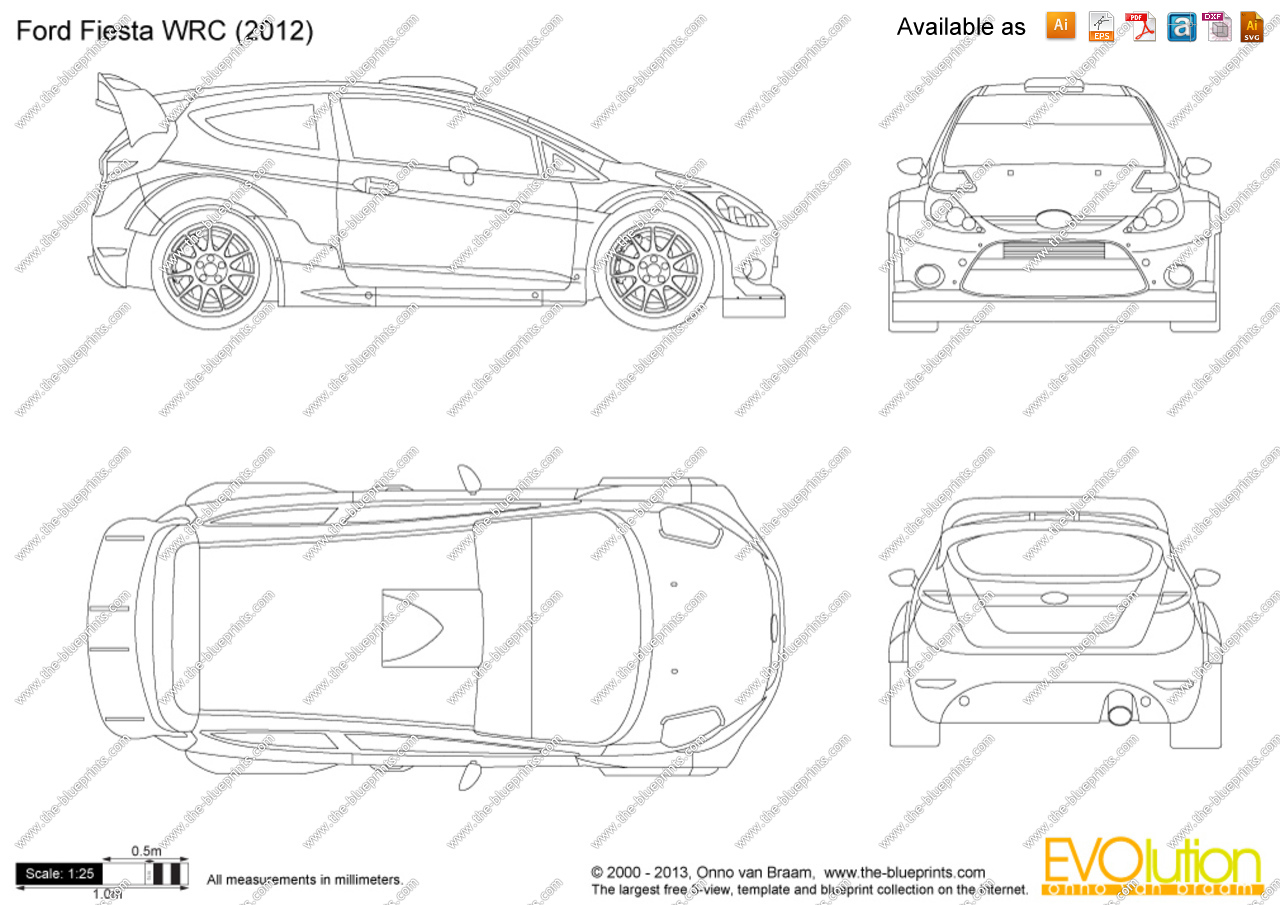 Ford Fiesta WRC (2012)
Available as
Ai
EPS
PDF
a
DXF
Ai
SVG
www.the-blueprints.com
0.5m
Scale: 1:25
1.0m
All measurements in millimeters.
© 2000 - 2013, Onno van Braam, www.the-blueprints.com
The largest free 3-view, template and blueprint collection on the internet.
EVOlution
onno van braam